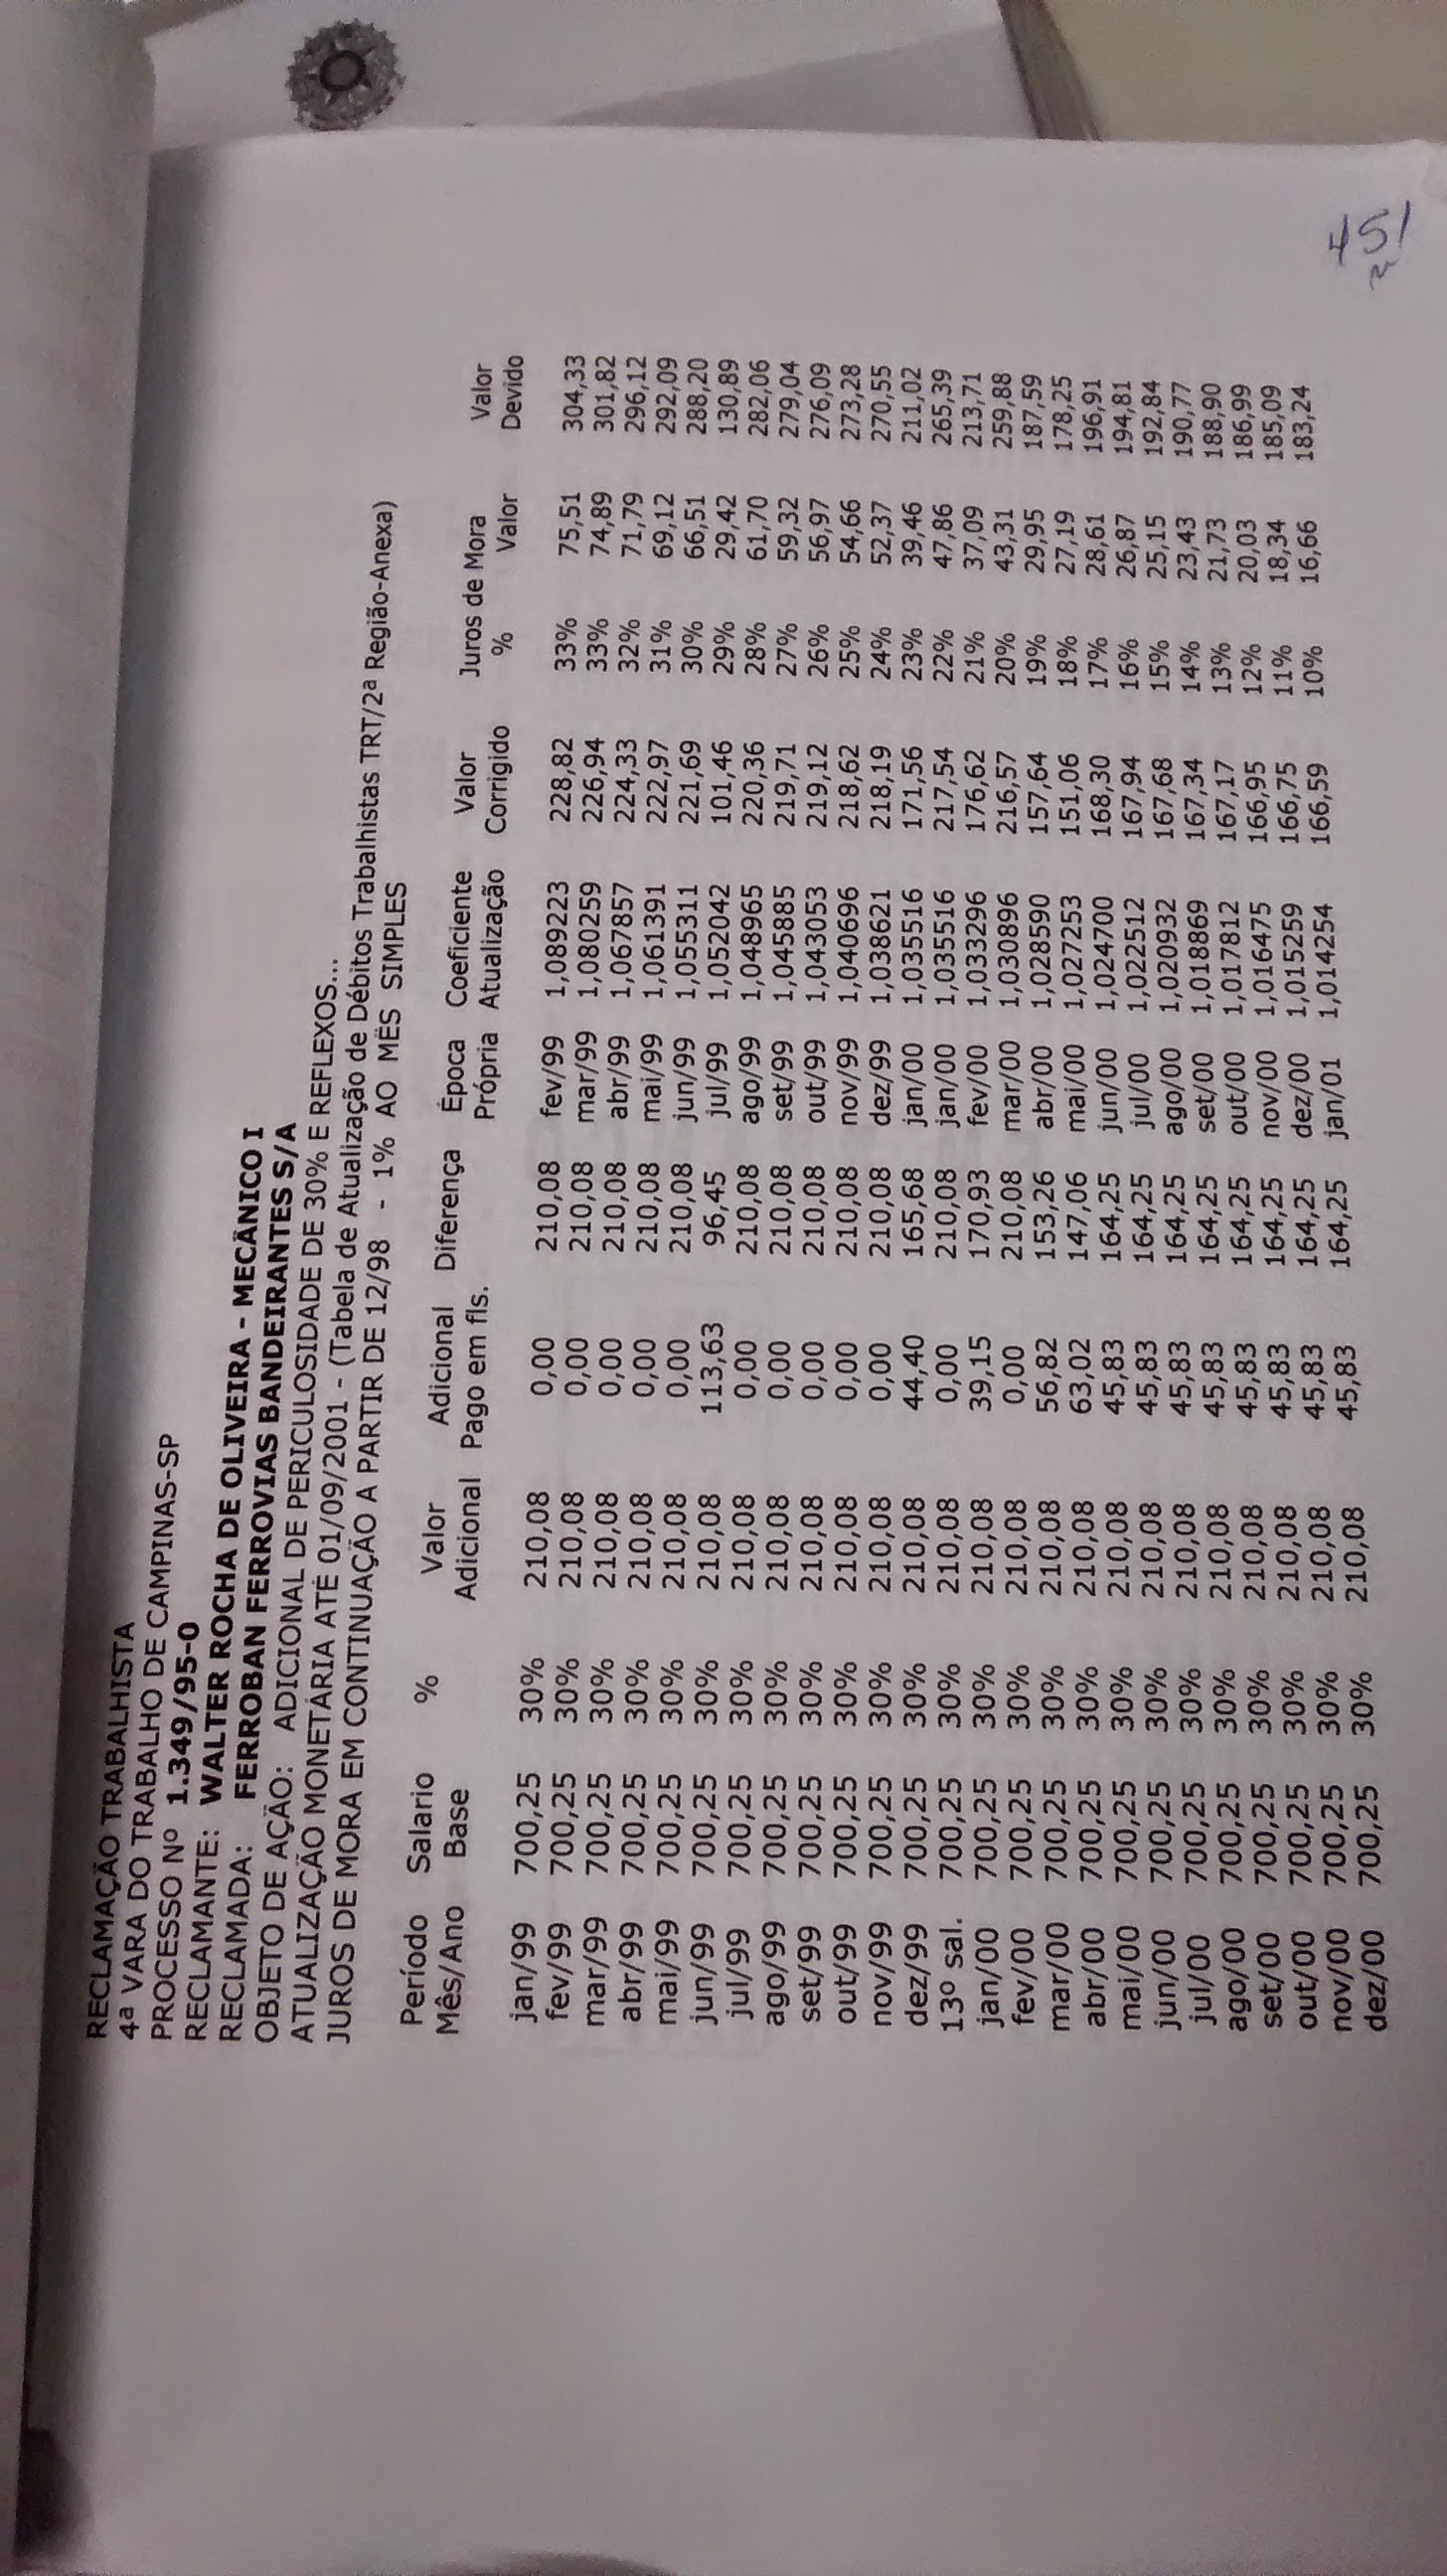 RECLAMAÇÃO TRABALHISTA
4ª VARA DO TRABALHO DE CAMPINAS-SP
PROCESSO Nº 1.349/95-0
RECLAMANTE: WALTER ROCHA DE OLIVEIRA - MECÂNICO I
RECLAMADA: FERROBAN FERROVIAS BANDEIRANTES S/A
OBJETO DE AÇÃO: ADICIONAL DE PERICULOSIDADE DE 30% E REFLEXOS...
ATUALIZAÇÃO MONETÁRIA ATÉ 01/09/2001 - (Tabela de Atualização de Débitos Trabalhistas TRT/2ª Região-Anexa)
JUROS DE MORA EM CONTINUAÇÃO A PARTIR DE 12/98 - 1% AO MÊS SIMPLES
Período Salario % Valor Adicional Diferença Época Coeficiente Valor Juros de Mora Valor
Mês/Ano Base Adicional Pago em fls. Própria Atualização Corrigido % Valor Devido
jan/99 700,25 30% 210,08 0,00 210,08 fev/99 1,089223 228,82 33% 75,51 304,33
fev/99 700,25 30% 210,08 0,00 210,08 mar/99 1,080259 226,94 33% 74,89 301,82
mar/99 700,25 30% 210,08 0,00 210,08 abr/99 1,067857 224,33 32% 71,79 296,12
abr/99 700,25 30% 210,08 0,00 210,08 mai/99 1,061391 222,97 31% 69,12 292,09
mai/99 700,25 30% 210,08 0,00 210,08 jun/99 1,055311 221,69 30% 66,51 288,20
jun/99 700,25 30% 210,08 113,63 96,45 jul/99 1,052042 101,46 29% 29,42 130,89
jul/99 700,25 30% 210,08 0,00 210,08 ago/99 1,048965 220,36 28% 61,70 282,06
ago/99 700,25 30% 210,08 0,00 210,08 set/99 1,045885 219,71 27% 59,32 279,04
set/99 700,25 30% 210,08 0,00 210,08 out/99 1,043053 219,12 26% 56,97 276,09
out/99 700,25 30% 210,08 0,00 210,08 nov/99 1,040696 218,62 25% 54,66 273,28
nov/99 700,25 30% 210,08 0,00 210,08 dez/99 1,038621 218,19 24% 52,37 270,55
dez/99 700,25 30% 210,08 44,40 165,68 jan/00 1,035516 171,56 23% 39,46 211,02
13º sal. 700,25 30% 210,08 0,00 210,08 jan/00 1,035516 217,54 22% 47,86 265,39
jan/00 700,25 30% 210,08 39,15 170,93 fev/00 1,033296 176,62 21% 37,09 213,71
fev/00 700,25 30% 210,08 0,00 210,08 mar/00 1,030896 216,57 20% 43,31 259,88
mar/00 700,25 30% 210,08 56,82 153,26 abr/00 1,028590 157,64 19% 29,95 187,59
abr/00 700,25 30% 210,08 63,02 147,06 mai/00 1,027253 151,06 18% 27,19 178,25
mai/00 700,25 30% 210,08 45,83 164,25 jun/00 1,024700 168,30 17% 28,61 196,91
jun/00 700,25 30% 210,08 45,83 164,25 jul/00 1,022512 167,94 16% 26,87 194,81
jul/00 700,25 30% 210,08 45,83 164,25 ago/00 1,020932 167,68 15% 25,15 192,84
ago/00 700,25 30% 210,08 45,83 164,25 set/00 1,018869 167,34 14% 23,43 190,77
set/00 700,25 30% 210,08 45,83 164,25 out/00 1,017812 167,17 13% 21,73 188,90
out/00 700,25 30% 210,08 45,83 164,25 nov/00 1,016475 166,95 12% 20,03 186,99
nov/00 700,25 30% 210,08 45,83 164,25 dez/00 1,015259 166,75 11% 18,34 185,09
dez/00 700,25 30% 210,08 45,83 164,25 jan/01 1,014254 166,59 10% 16,66 183,24
451